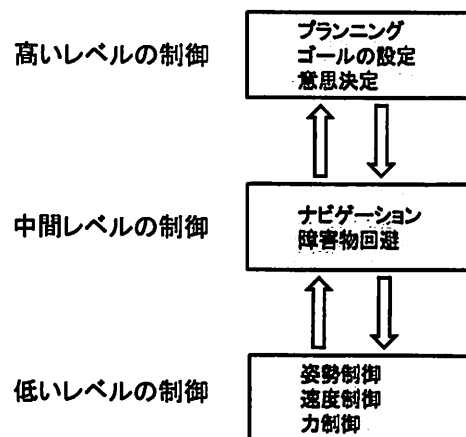 高いレベルの制御
プランニング
ゴールの設定
意思決定
中間レベルの制御
ナビゲーション
障害物回避
低いレベルの制御
姿勢制御
速度制御
力制御